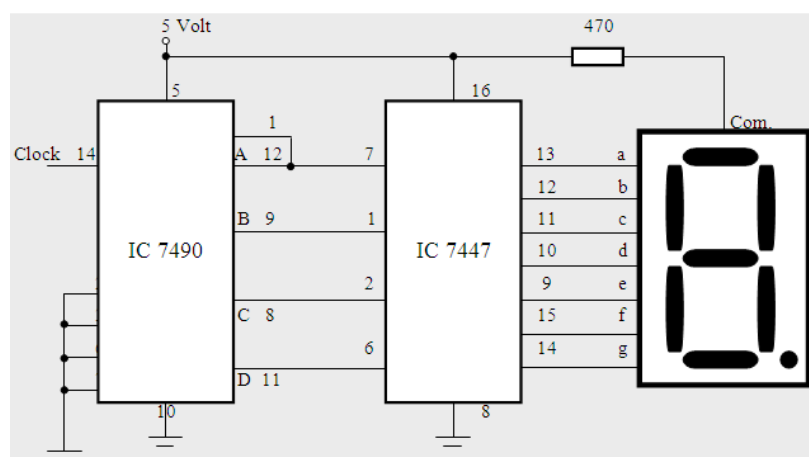 5 Volt
470
5
16
Com.
1
Clock 14
A 12
7
13 a
12 b
B 9
1
11 c
IC 7490
IC 7447
10 d
2
9 e
C 8
15 f
6
14 g
D 11
10
8